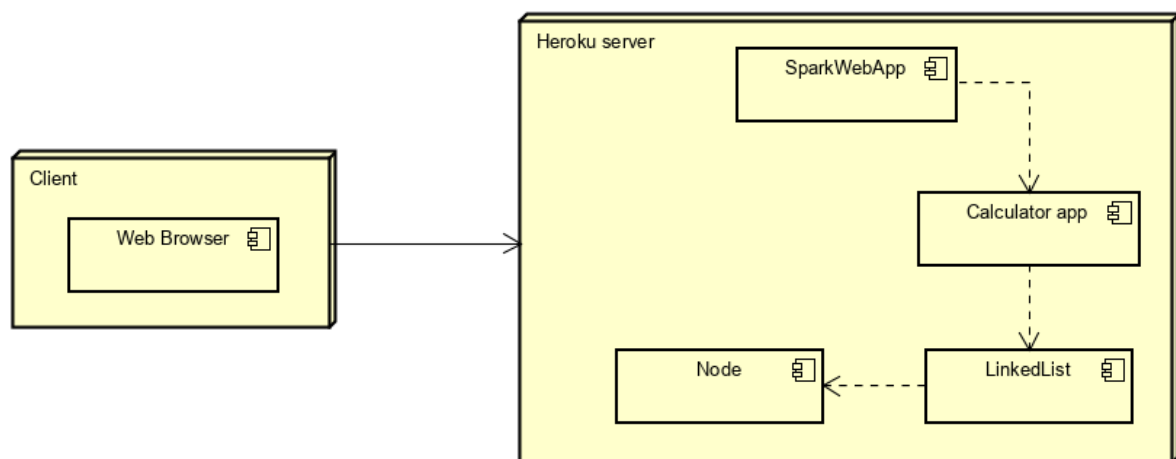 Heroku server
SparkWebApp
Client
Calculator app
Web Browser
Node
LinkedList